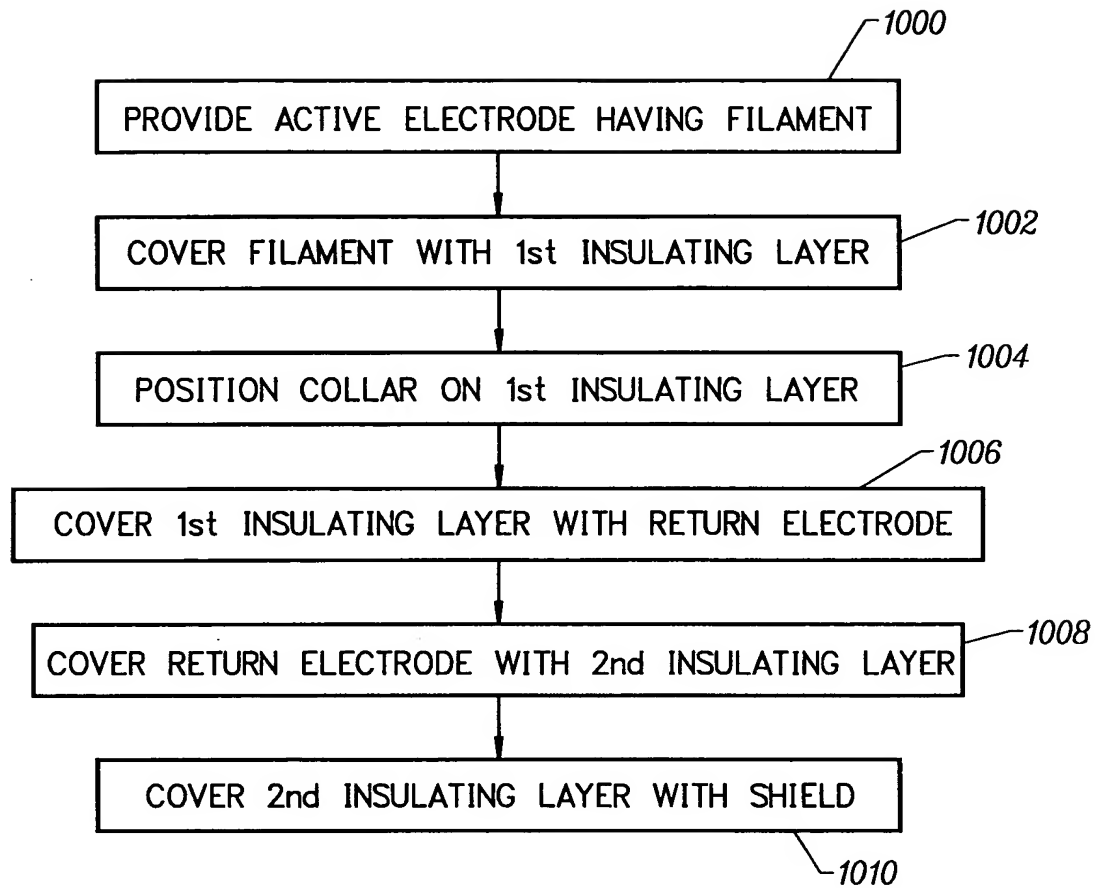 1000
PROVIDE ACTIVE ELECTRODE HAVING FILAMENT
1002
COVER FILAMENT WITH 1st INSULATING LAYER
1004
POSITION COLLAR ON 1st INSULATING LAYER
1006
COVER 1st INSULATING LAYER WITH RETURN ELECTRODE
1008
COVER RETURN ELECTRODE WITH 2nd INSULATING LAYER
COVER 2nd INSULATING LAYER WITH SHIELD
1010